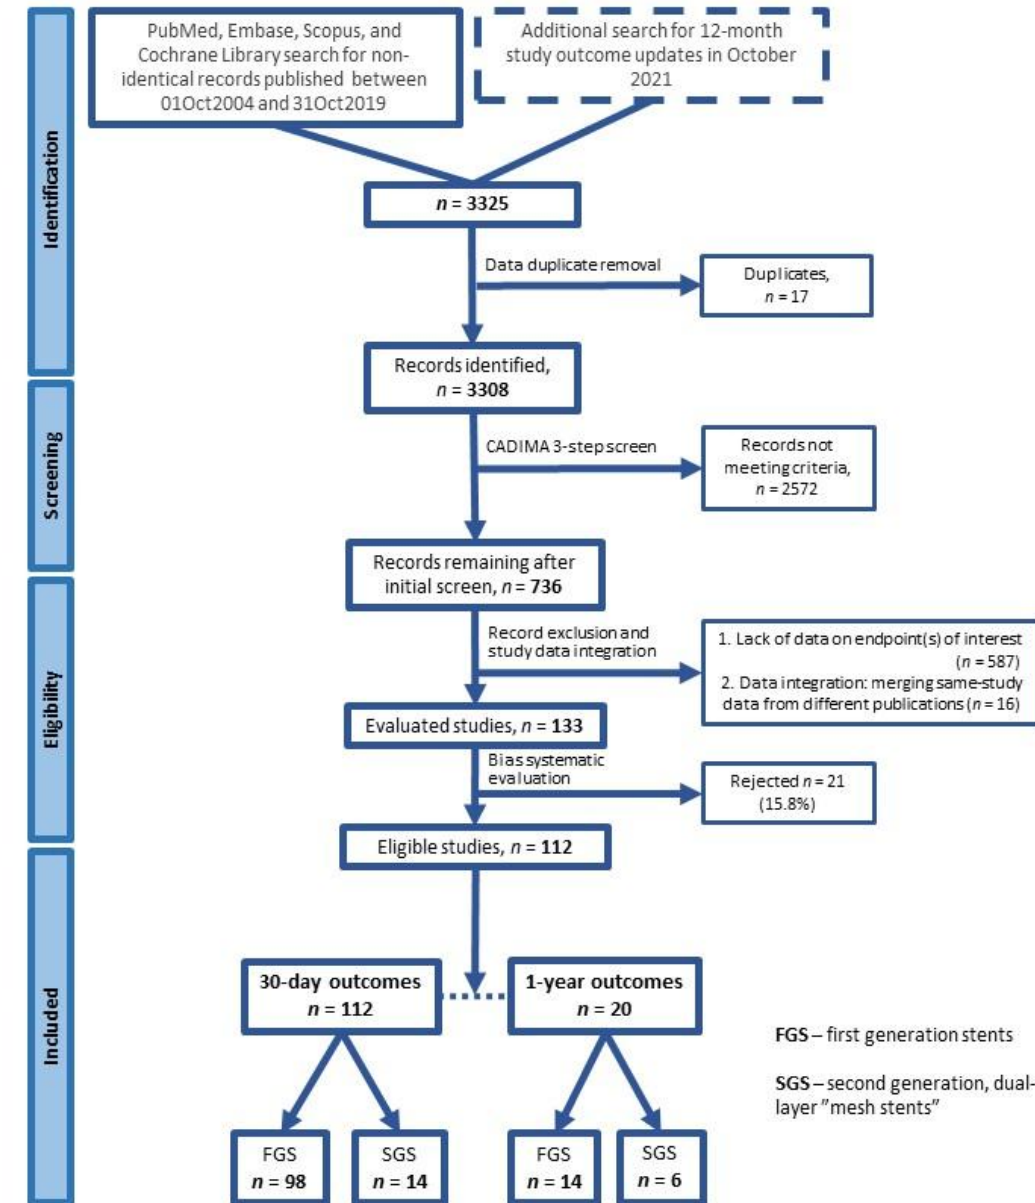 PubMed, Embase, Scopus, and
Cochrane Library search for non-
identical records published between
01Oct2004 and 31Oct2019
Additional search for 12-month
study outcome updates in October
2021
Identification
n = 3325
Data duplicate removal
Duplicates,
n = 17
Records identified,
n = 3308
Screening
CADIMA 3-step screen
Records not
meeting criteria,
n = 2572
Records remaining after
initial screen, n = 736
Eligibility
Record exclusion and
study data integration
1. Lack of data on endpoint(s) of interest
(n = 587)
2. Data integration: merging same-study
data from different publications (n = 16)
Evaluated studies, n = 133
Bias systematic
evaluation
Rejected n = 21
(15.8%)
Eligible studies, n = 112
Included
30-day outcomes
n = 112
1-year outcomes
n = 20
FGS – first generation stents
SGS – second generation, dual-
layer ”mesh stents”
FGS
n = 98
SGS
n = 14
FGS
n = 14
SGS
n = 6